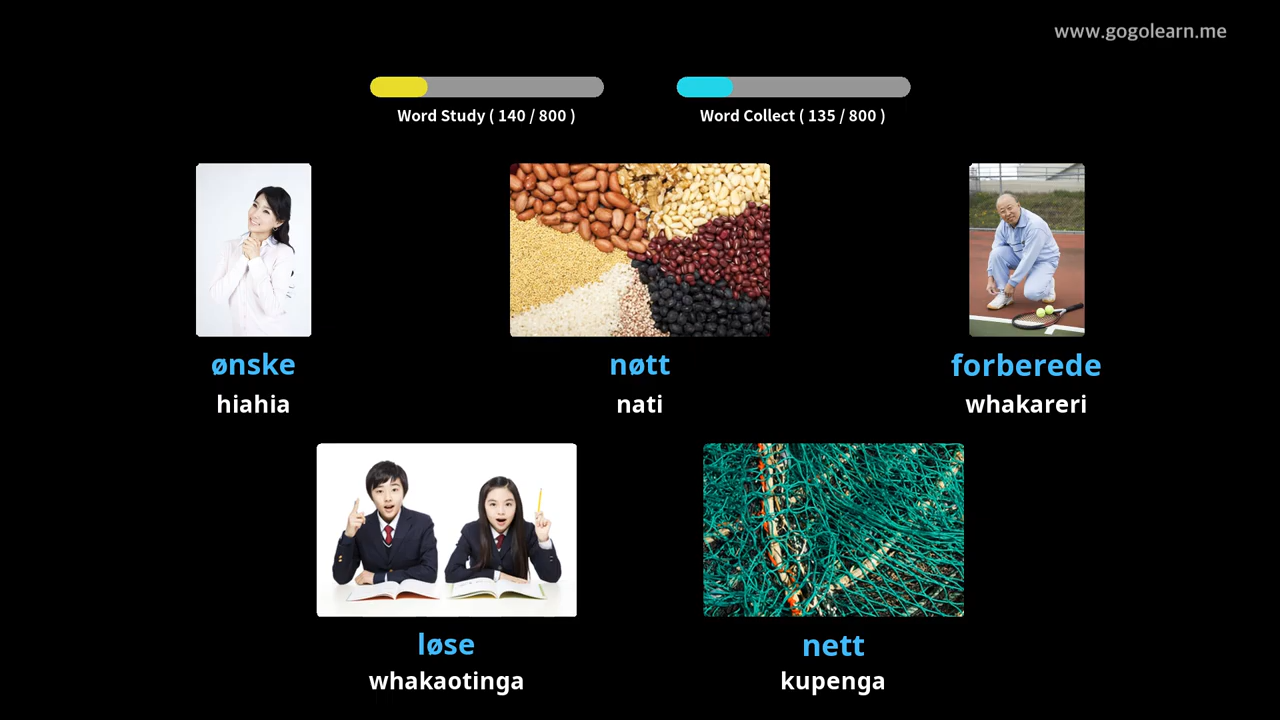 www.gogolearn.me
Word Study ( 140 / 800 )
Word Collect ( 135 / 800 )
ønske
hiahia
nøtt
nati
forberede
whakareri
løse
whakaotinga
nett
kupenga